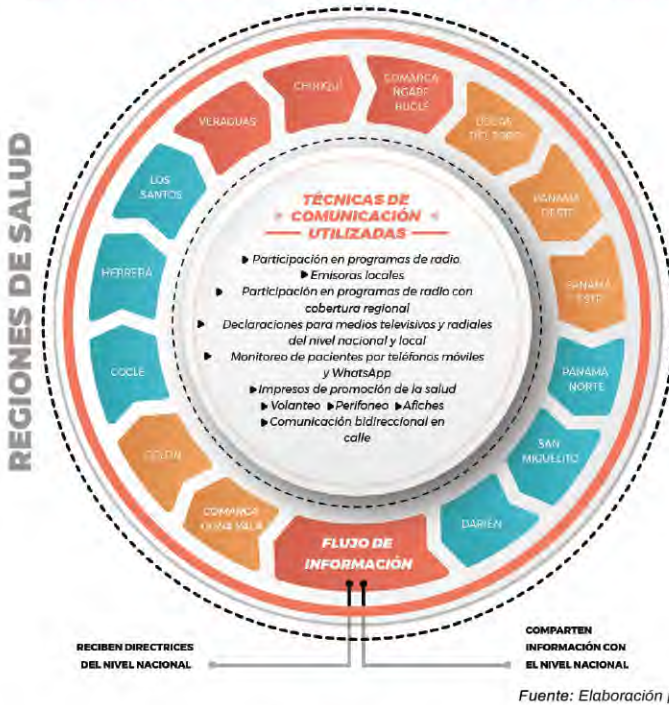 REGIONES DE SALUD
CHIRIQUÍ
COMARCA
NGÄBE
BUGLÉ
BOCAS
DEL TORO
PANAMÁ
OESTE
PANAMÁ
ESTE
PANAMÁ
NORTE
SAN
MIGUELITO
DARIÉN
FLUJO DE
INFORMACIÓN
COMARCA
GUNA YALA
COLÓN
COCLÉ
HERRERA
LOS
SANTOS
VERAGUAS
TÉCNICAS DE
COMUNICACIÓN
UTILIZADAS
Participación en programas de radio
Emisoras locales
Participación en programas de radio con
cobertura regional
Declaraciones para medios televisivos y radiales
del nivel nacional y local
Monitoreo de pacientes por teléfonos móviles
y WhatsApp
Impresos de promoción de la salud
Volanteo Perifoneo Afiches
Comunicación bidireccional en
calle
RECIBEN DIRECTRICES
DEL NIVEL NACIONAL
COMPARTEN
INFORMACIÓN CON
EL NIVEL NACIONAL
Fuente: Elaboración